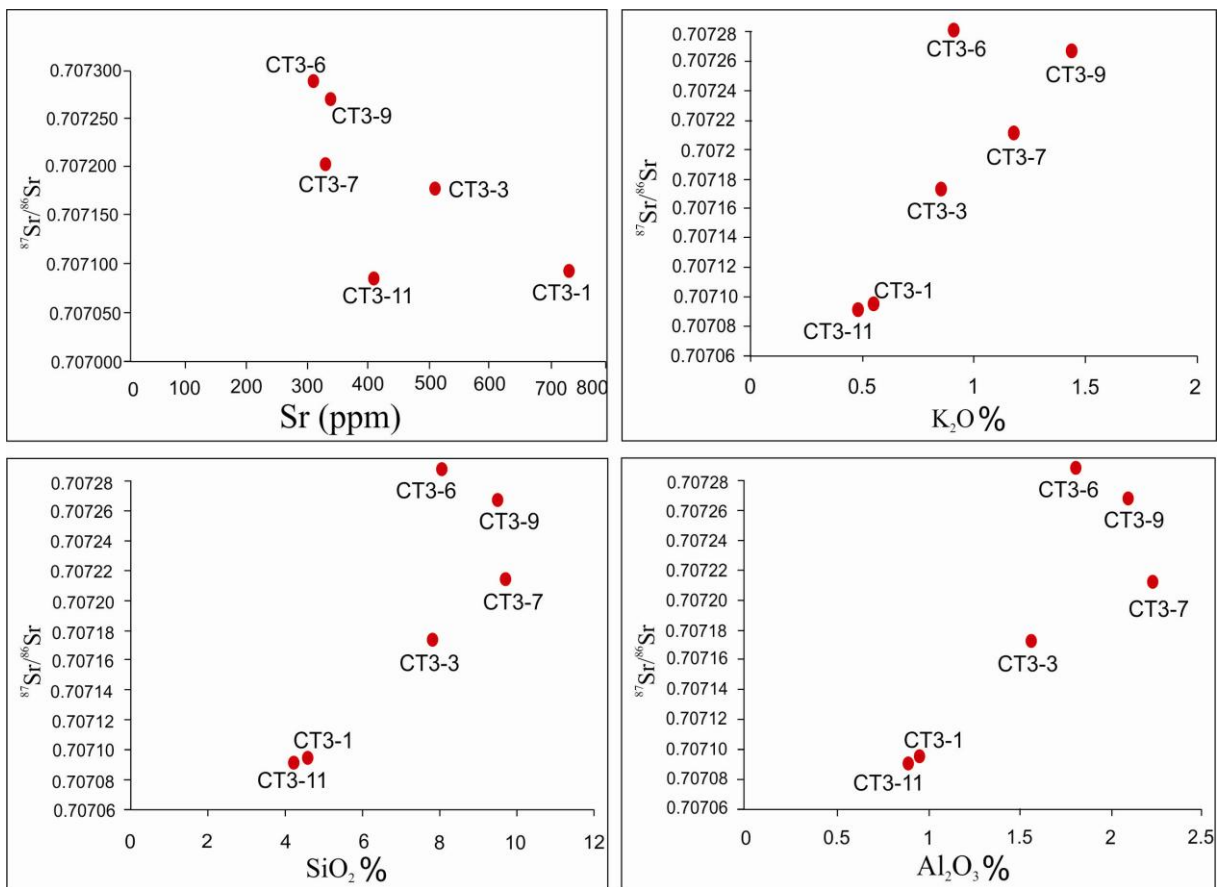 0.707300
0.707250
0.707200
0.707150
0.707100
0.707050
0.707000
⁸⁷Sr/⁸⁶Sr
CT3-6
CT3-9
CT3-7
CT3-3
CT3-11
CT3-1
0 100 200 300 400 500 600 700 800
Sr (ppm)
0.70728
0.70726
0.70724
0.70722
0.7072
0.70718
0.70716
0.70714
0.70712
0.70710
0.70708
0.70706
⁸⁷Sr/⁸⁶Sr
CT3-6
CT3-9
CT3-7
CT3-3
CT3-1
CT3-11
0 0.5 1 1.5 2
K₂O %
0.70728
0.70726
0.70724
0.70722
0.70720
0.70718
0.70716
0.70714
0.70712
0.70710
0.70708
0.70706
⁸⁷Sr/⁸⁶Sr
CT3-6
CT3-9
CT3-7
CT3-3
CT3-1
CT3-11
0 2 4 6 8 10 12
SiO₂ %
0.70728
0.70726
0.70724
0.70722
0.70720
0.70718
0.70716
0.70714
0.70712
0.70710
0.70708
0.70706
⁸⁷Sr/⁸⁶Sr
CT3-6
CT3-9
CT3-7
CT3-3
CT3-1
CT3-11
0 0.5 1 1.5 2 2.5
Al₂O₃ %